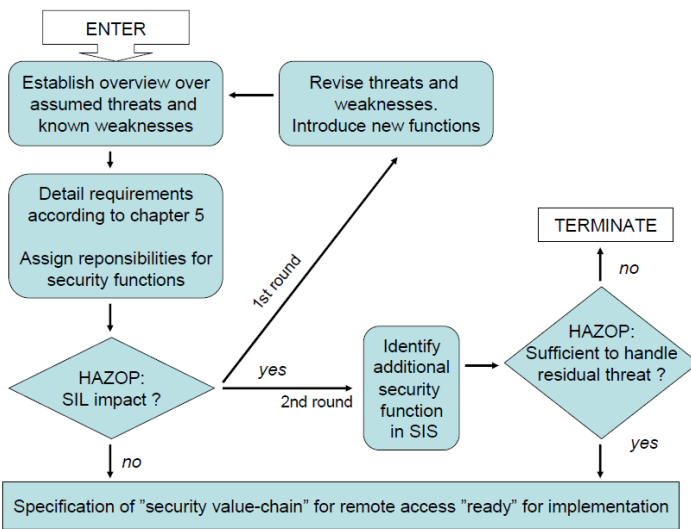 ENTER
Establish overview over
assumed threats and
known weaknesses
Revise threats and
weaknesses.
Introduce new functions
Detail requirements
according to chapter 5
Assign reponsibilities for
security functions
TERMINATE
no
1st round
HAZOP:
SIL impact ?
yes
2nd round
Identify
additional
security
function
in SIS
HAZOP:
Sufficient to handle
residual threat ?
no
yes
Specification of "security value-chain" for remote access "ready" for implementation